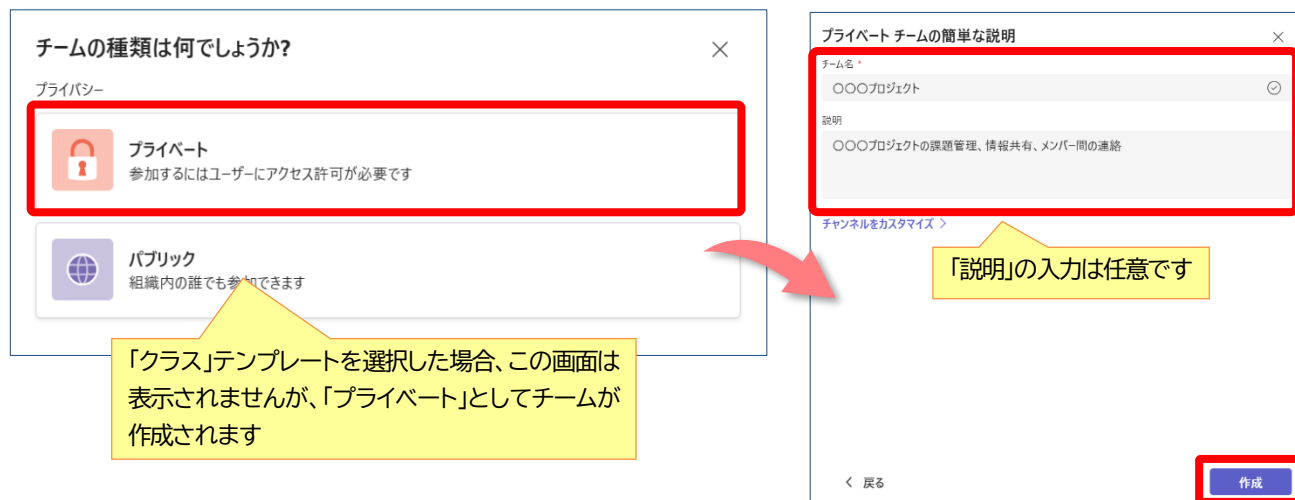 チームの種類は何でしょうか?
プライバシー
プライベート
参加するにはユーザーにアクセス許可が必要です
パブリック
組織内の誰でも参加できます
「クラス」テンプレートを選択した場合、この画面は
表示されませんが、「プライベート」としてチームが
作成されます
プライベート チームの簡単な説明
チーム名 *
〇〇〇プロジェクト
説明
〇〇〇プロジェクトの課題管理、情報共有、メンバー間の連絡
チャンネルをカスタマイズ >
「説明」の入力は任意です
< 戻る
作成